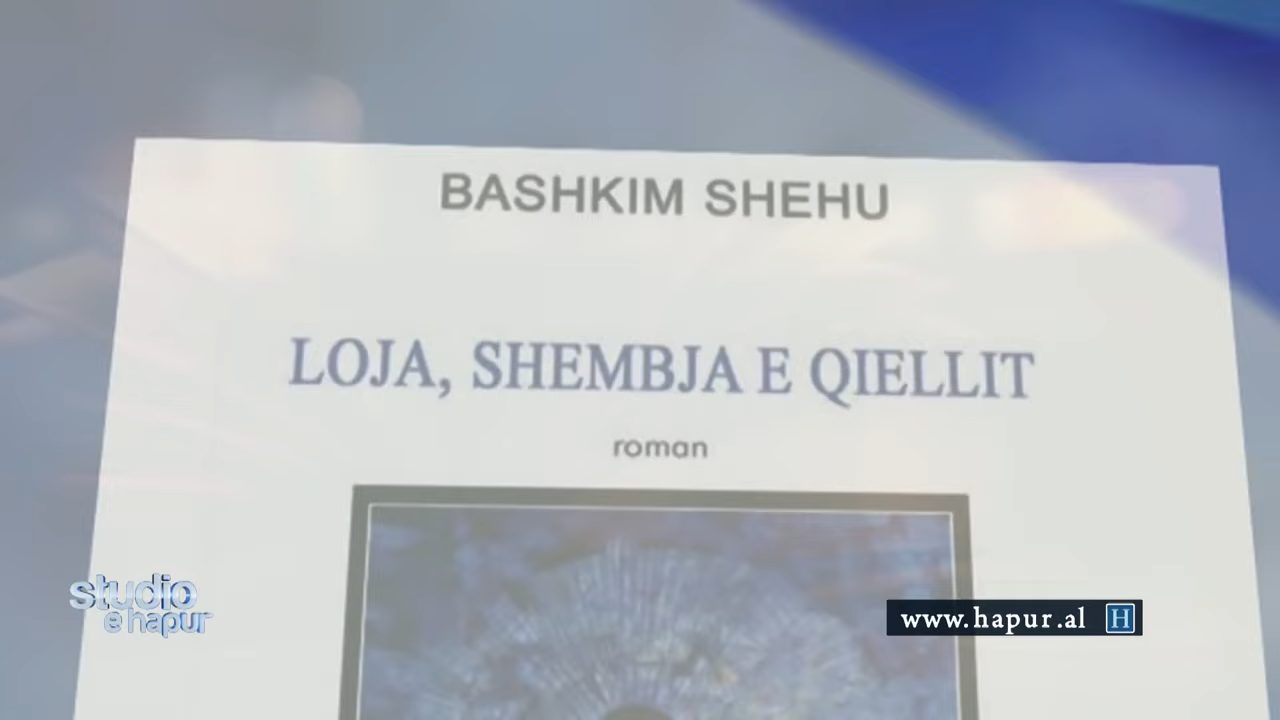 BASHKIM SHEHU
LOJA, SHEMBJA E QIELLIT
roman
studio
e hapur
www.hapur.al H